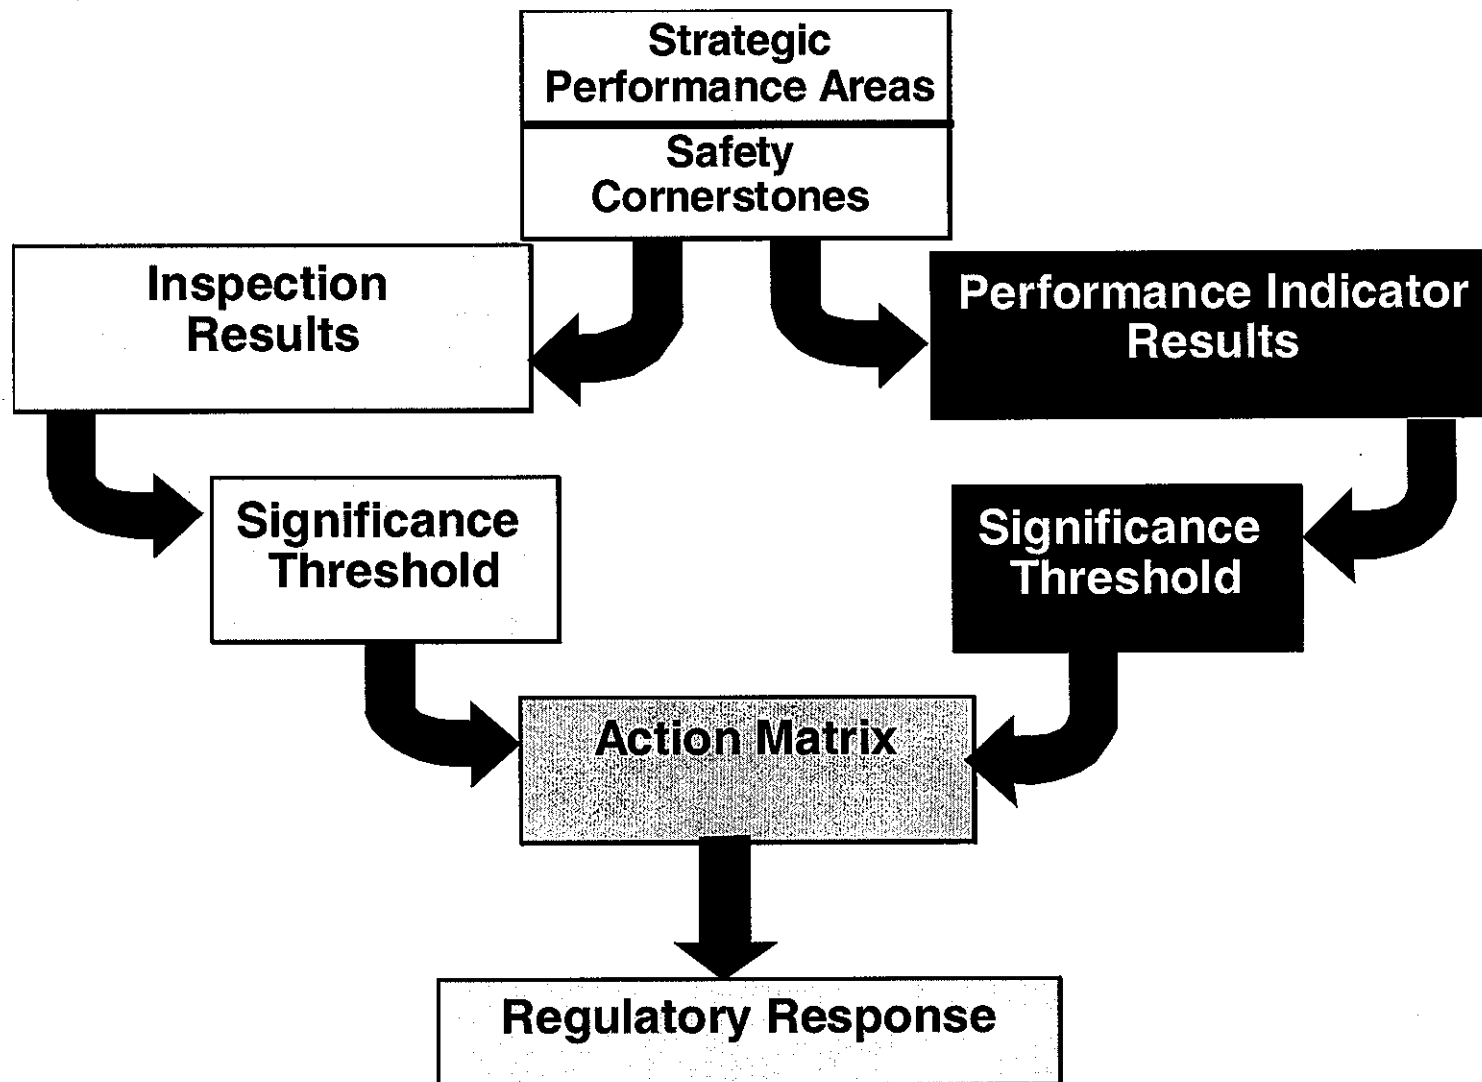 Strategic
Performance Areas
Safety
Cornerstones
Inspection
Results
Performance Indicator
Results
Significance
Threshold
Significance
Threshold
Action Matrix
Regulatory Response